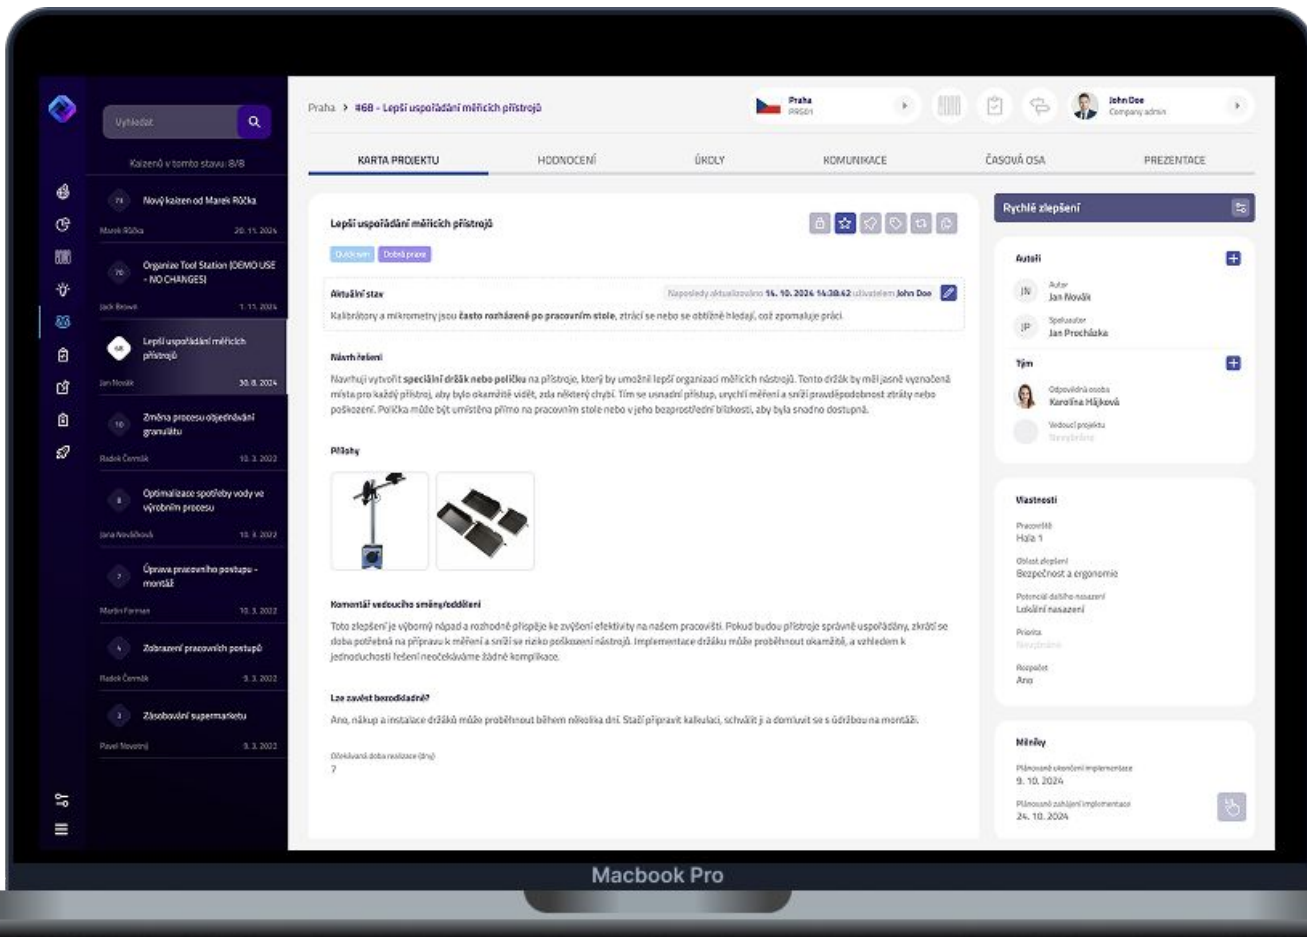 Vyhledat
Kaizenů v tomto stavu: 8/8
Nový kaizen od Marek Růčka
Marek Růčka 20. 11. 2024
70
Organize Tool Station (DEMO USE
- NO CHANGES)
Jack Brown 1. 11. 2024
68
Lepší uspořádání měřicích
přístrojů
Jan Novák 30. 8. 2024
10
Změna procesu objednávání
granulátu
Radek Čermák 10. 3. 2022
8
Optimalizace spotřeby vody ve
výrobním procesu
Jana Nováčková 10. 3. 2022
7
Úprava pracovního postupu -
montáž
Martin Forman 10. 3. 2022
4
Zobrazení pracovních postupů
Radek Čermák 9. 3. 2022
3
Zásobování supermarketu
Pavel Novotný 9. 3. 2022
Praha > #68 - Lepší uspořádání měřicích přístrojů
Praha
PRG01
John Doe
Company admin
KARTA PROJEKTU HODNOCENÍ ÚKOLY KOMUNIKACE ČASOVÁ OSA PREZENTACE
Lepší uspořádání měřicích přístrojů
Quick win Dobrá praxe
Aktuální stav Naposledy aktualizováno 14. 10. 2024 14:38:42 uživatelem John Doe
Kalibrátory a mikrometry jsou často rozházené po pracovním stole, ztrácí se nebo se obtížně hledají, což zpomaluje práci.
Návrh řešení
Navrhuji vytvořit speciální držák nebo poličku na přístroje, který by umožnil lepší organizaci měřicích nástrojů. Tento držák by měl jasně vyznačená
místa pro každý přístroj, aby bylo okamžitě vidět, zda některý chybí. Tím se usnadní přístup, urychlí měření a sníží pravděpodobnost ztráty nebo
poškození. Polička může být umístěna přímo na pracovním stole nebo v jeho bezprostřední blízkosti, aby byla snadno dostupná.
Přílohy
Komentář vedoucího směny/oddělení
Toto zlepšení je výborný nápad a rozhodně přispěje ke zvýšení efektivity na našem pracovišti. Pokud budou přístroje správně uspořádány, zkrátí se
doba potřebná na přípravu k měření a sníží se riziko poškození nástrojů. Implementace držáku může proběhnout okamžitě, a vzhledem k
jednoduchosti řešení neočekáváme žádné komplikace.
Lze zavést bezodkladně?
Ano, nákup a instalace držáků může proběhnout během několika dní. Stačí připravit kalkulaci, schválit ji a domluvit se s údržbou na montáži.
Očekávaná doba realizace (dny)
7
Rychlé zlepšení
Autoři
JN
Autor
Jan Novák
JP
Spoluautor
Jan Procházka
Tým
Odpovědná osoba
Karolína Hájková
Vedoucí projektu
Nevybráno
Vlastnosti
Pracoviště
Hala 1
Oblast zlepšení
Bezpečnost a ergonomie
Potenciál dalšího nasazení
Lokální nasazení
Priorita
Nevybráno
Rozpočet
Ano
Milníky
Plánované ukončení implementace
9. 10. 2024
Plánované zahájení implementace
24. 10. 2024
Macbook Pro